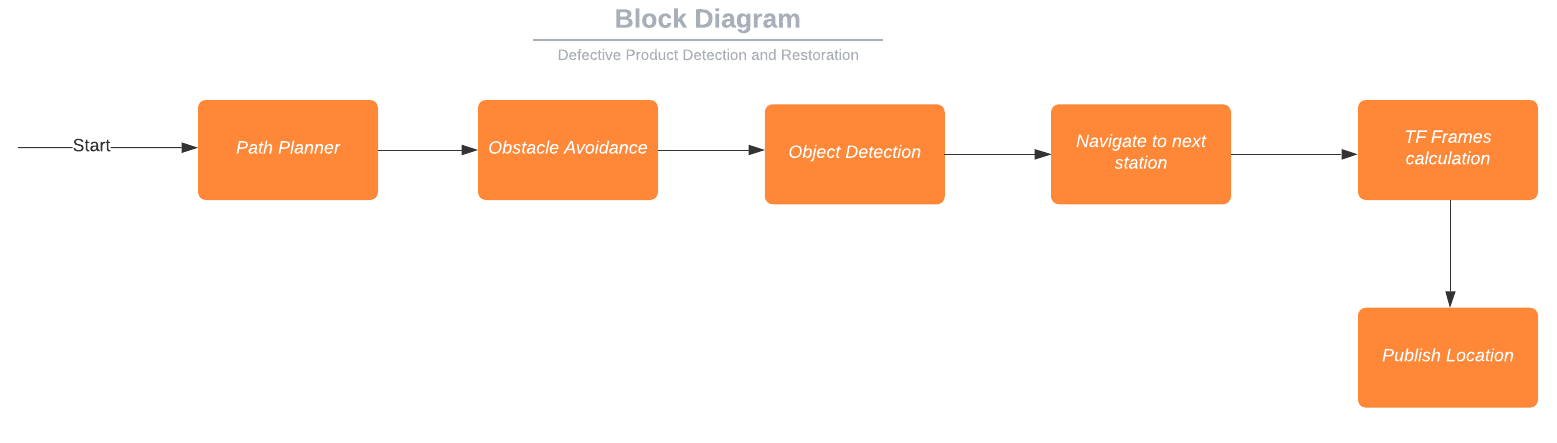 Block Diagram
Defective Product Detection and Restoration
Start
Path Planner
Obstacle Avoidance
Object Detection
Navigate to next
station
TF Frames
calculation
Publish Location